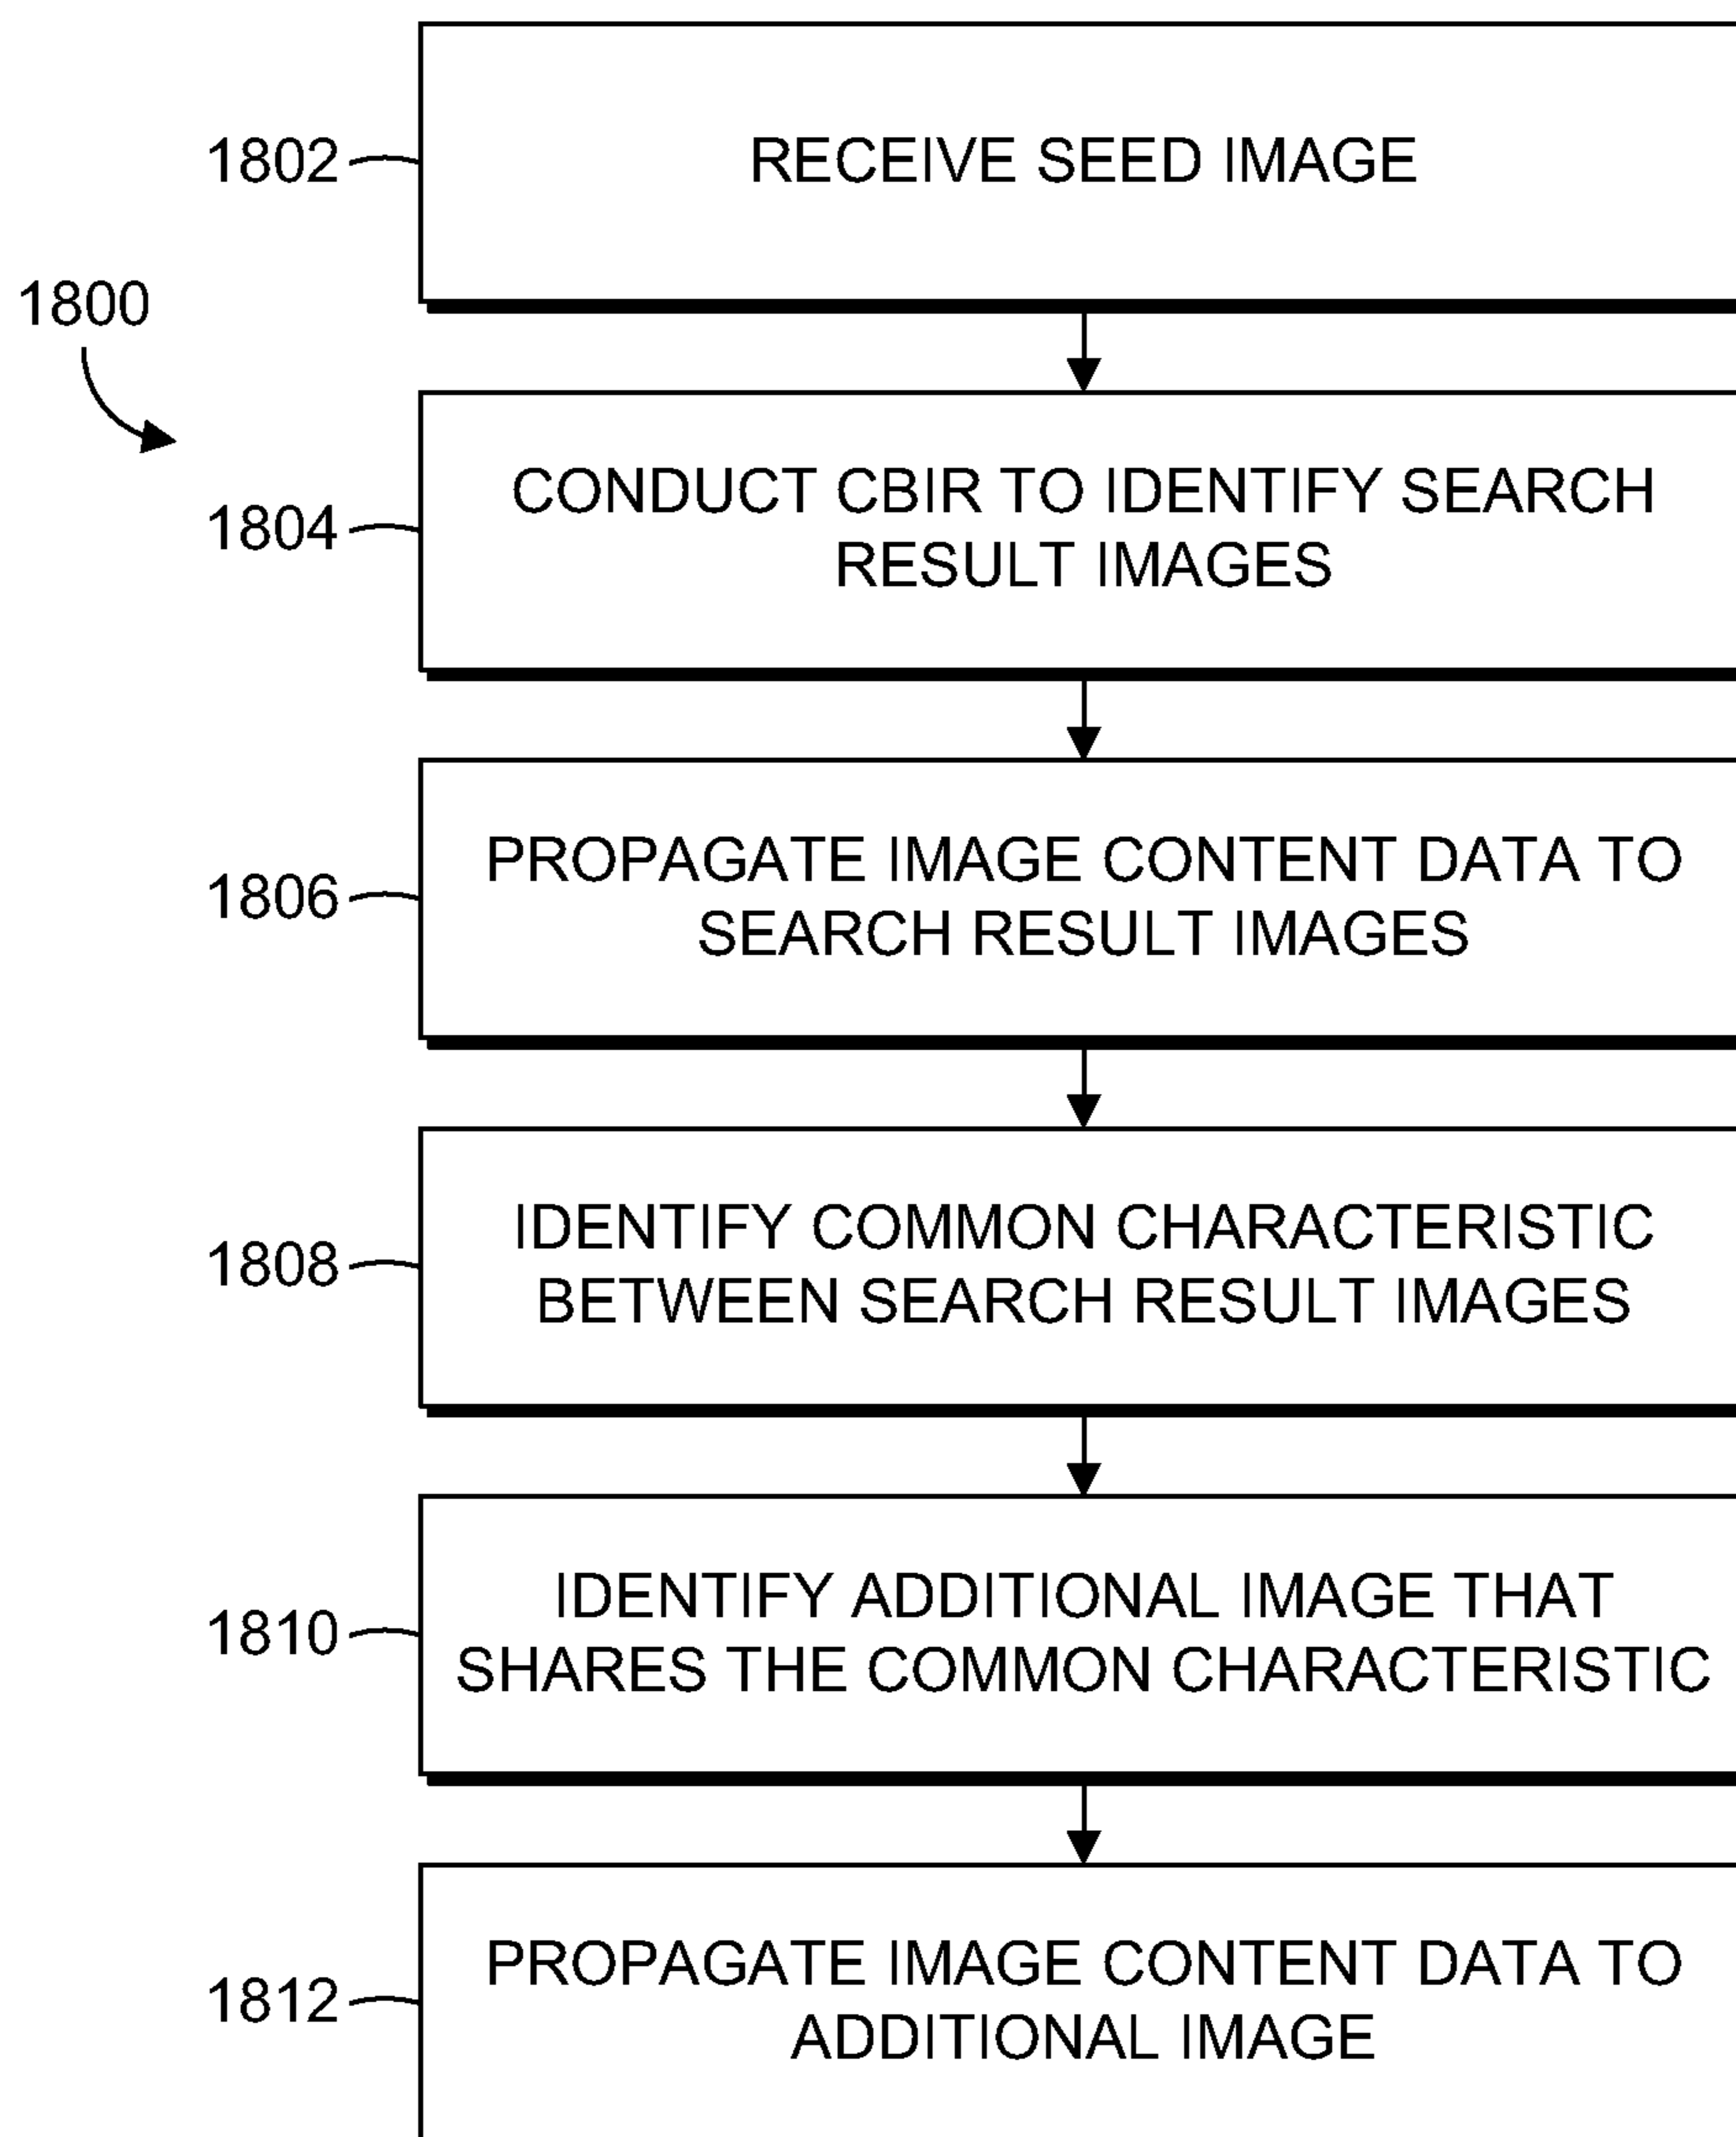 1802
RECEIVE SEED IMAGE
1800
1804
CONDUCT CBIR TO IDENTIFY SEARCH
RESULT IMAGES
1806
PROPAGATE IMAGE CONTENT DATA TO
SEARCH RESULT IMAGES
1808
IDENTIFY COMMON CHARACTERISTIC
BETWEEN SEARCH RESULT IMAGES
1810
IDENTIFY ADDITIONAL IMAGE THAT
SHARES THE COMMON CHARACTERISTIC
1812
PROPAGATE IMAGE CONTENT DATA TO
ADDITIONAL IMAGE